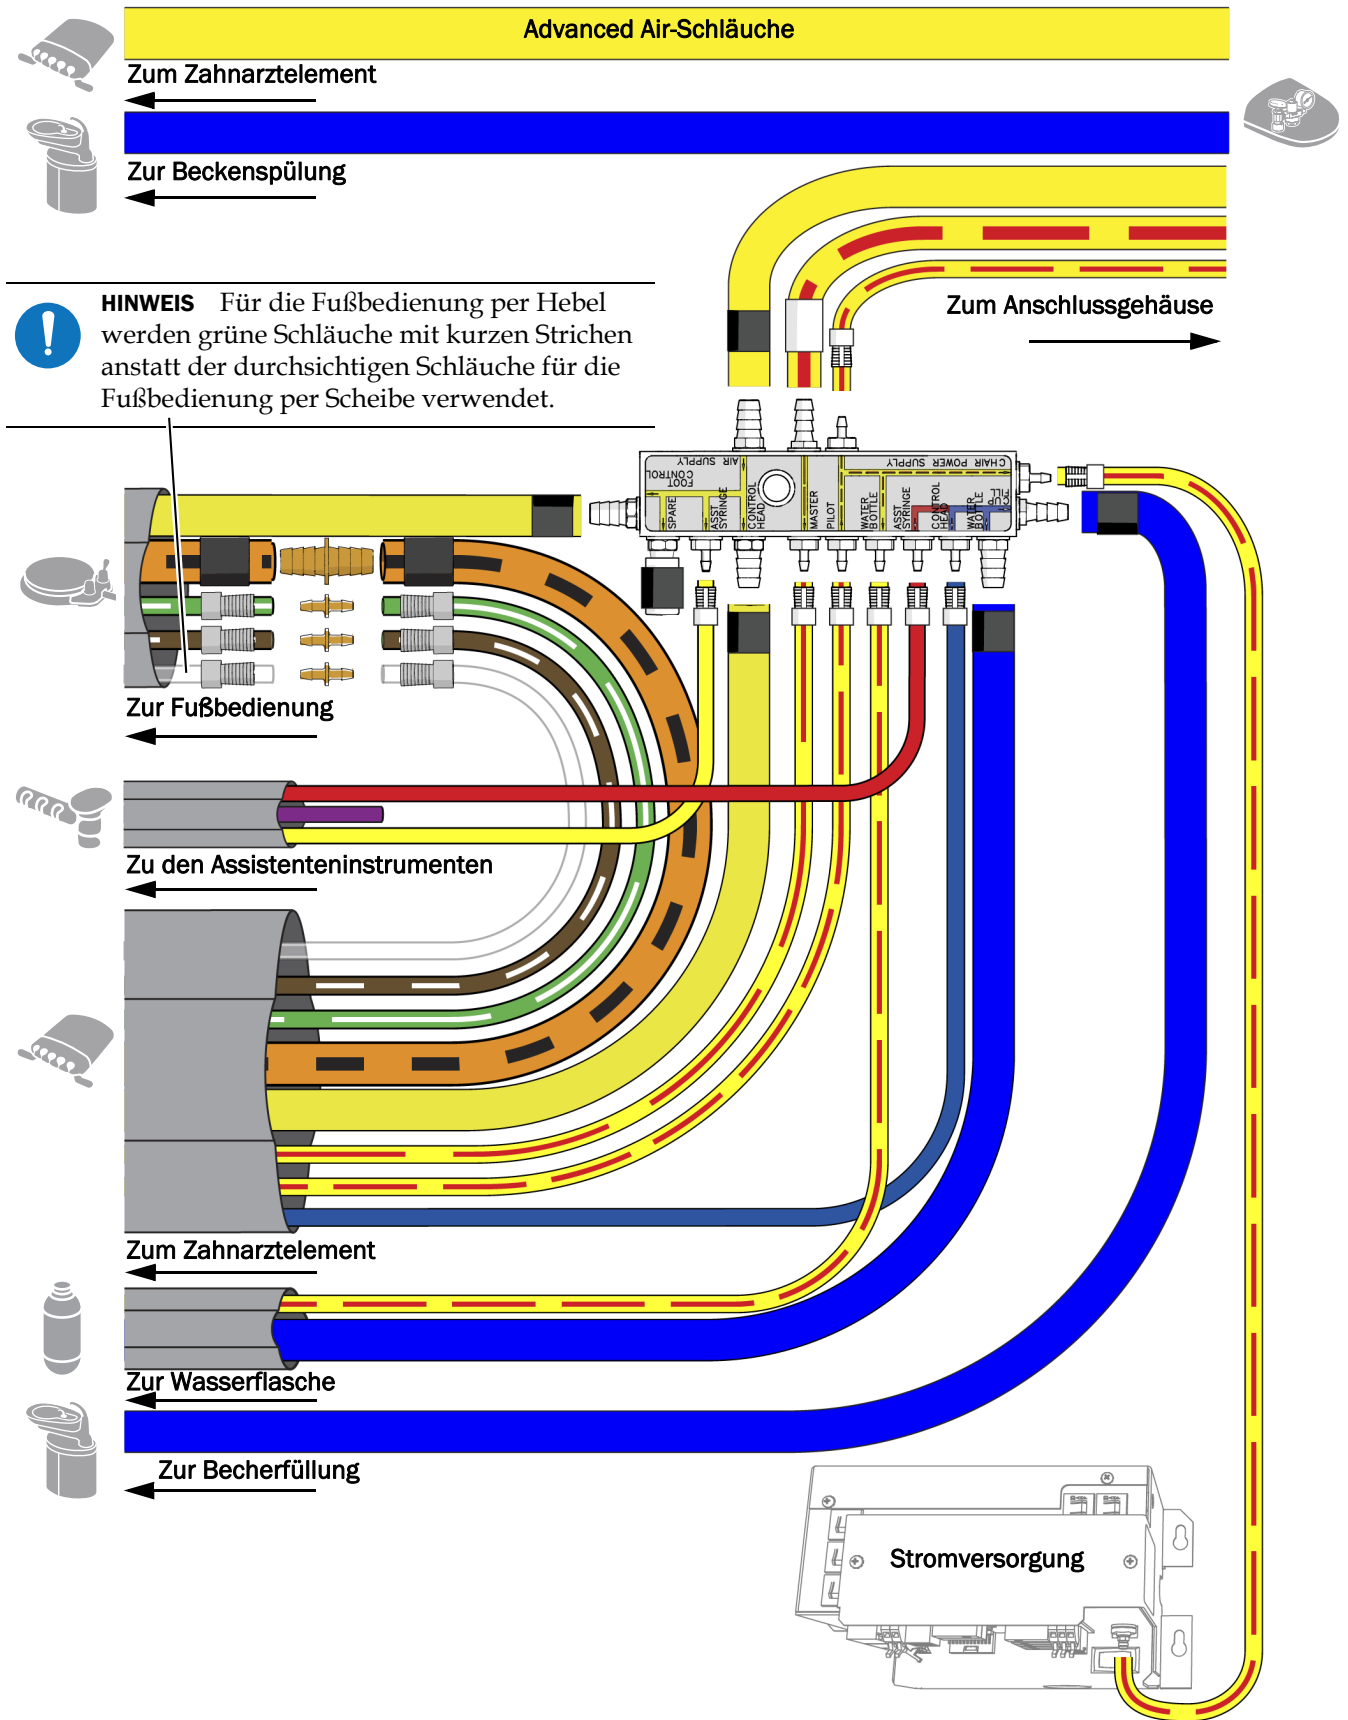 Advanced Air-Schläuche
Zum Zahnarztelement
Zur Beckenspülung
Zum Anschlussgehäuse
HINWEIS Für die Fußbedienung per Hebel
werden grüne Schläuche mit kurzen Strichen
anstatt der durchsichtigen Schläuche für die
Fußbedienung per Scheibe verwendet.
AIR SUPPLY
CHAIR POWER SUPPLY
FOOT
CONTROL
SPARE
ASST
SYRINGE
CONTROL
HEAD
MASTER
PILOT
WATER
BOTTLE
ASST
SYRINGE
CONTROL
HEAD
WATER
BOTTLE
CUP
FILL
Zur Fußbedienung
Zu den Assistenteninstrumenten
Zum Zahnarztelement
Zur Wasserflasche
Zur Becherfüllung
Stromversorgung